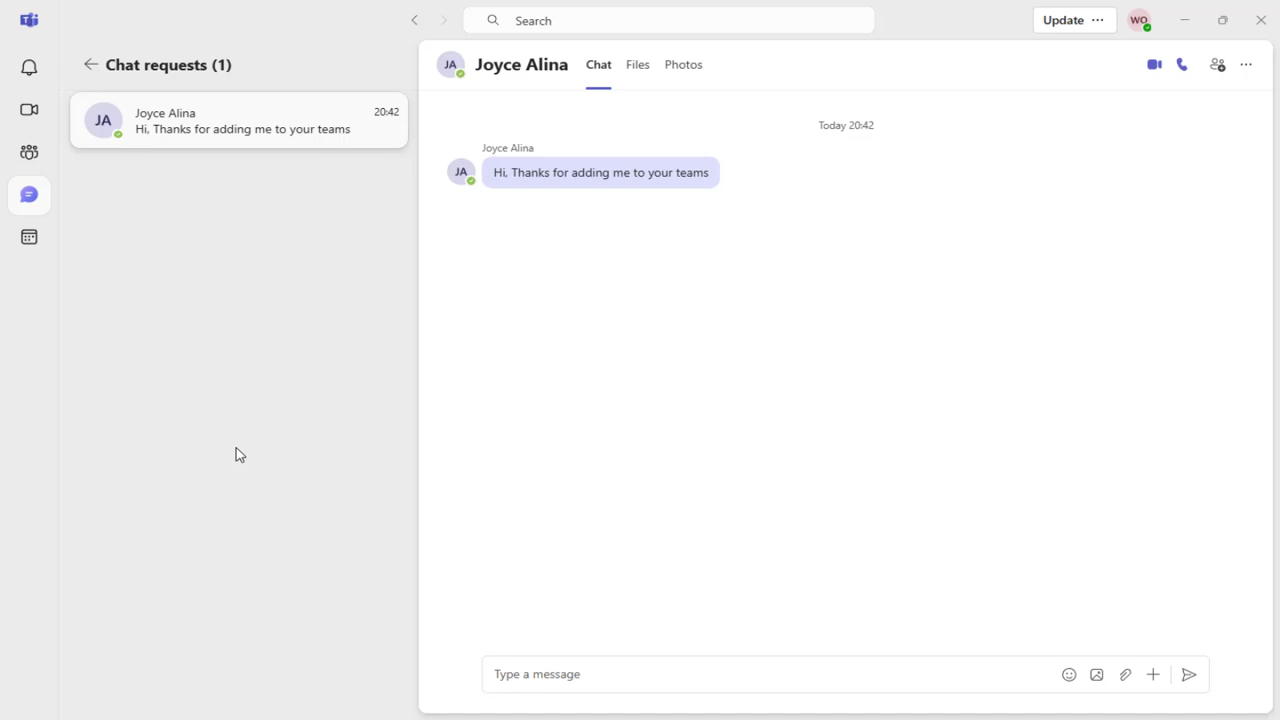 Search
Update
WO
Chat requests (1)
JA
Joyce Alina
20:42
Hi, Thanks for adding me to your teams
JA
Joyce Alina
Chat
Files
Photos
Today 20:42
Joyce Alina
JA
Hi, Thanks for adding me to your teams
Type a message